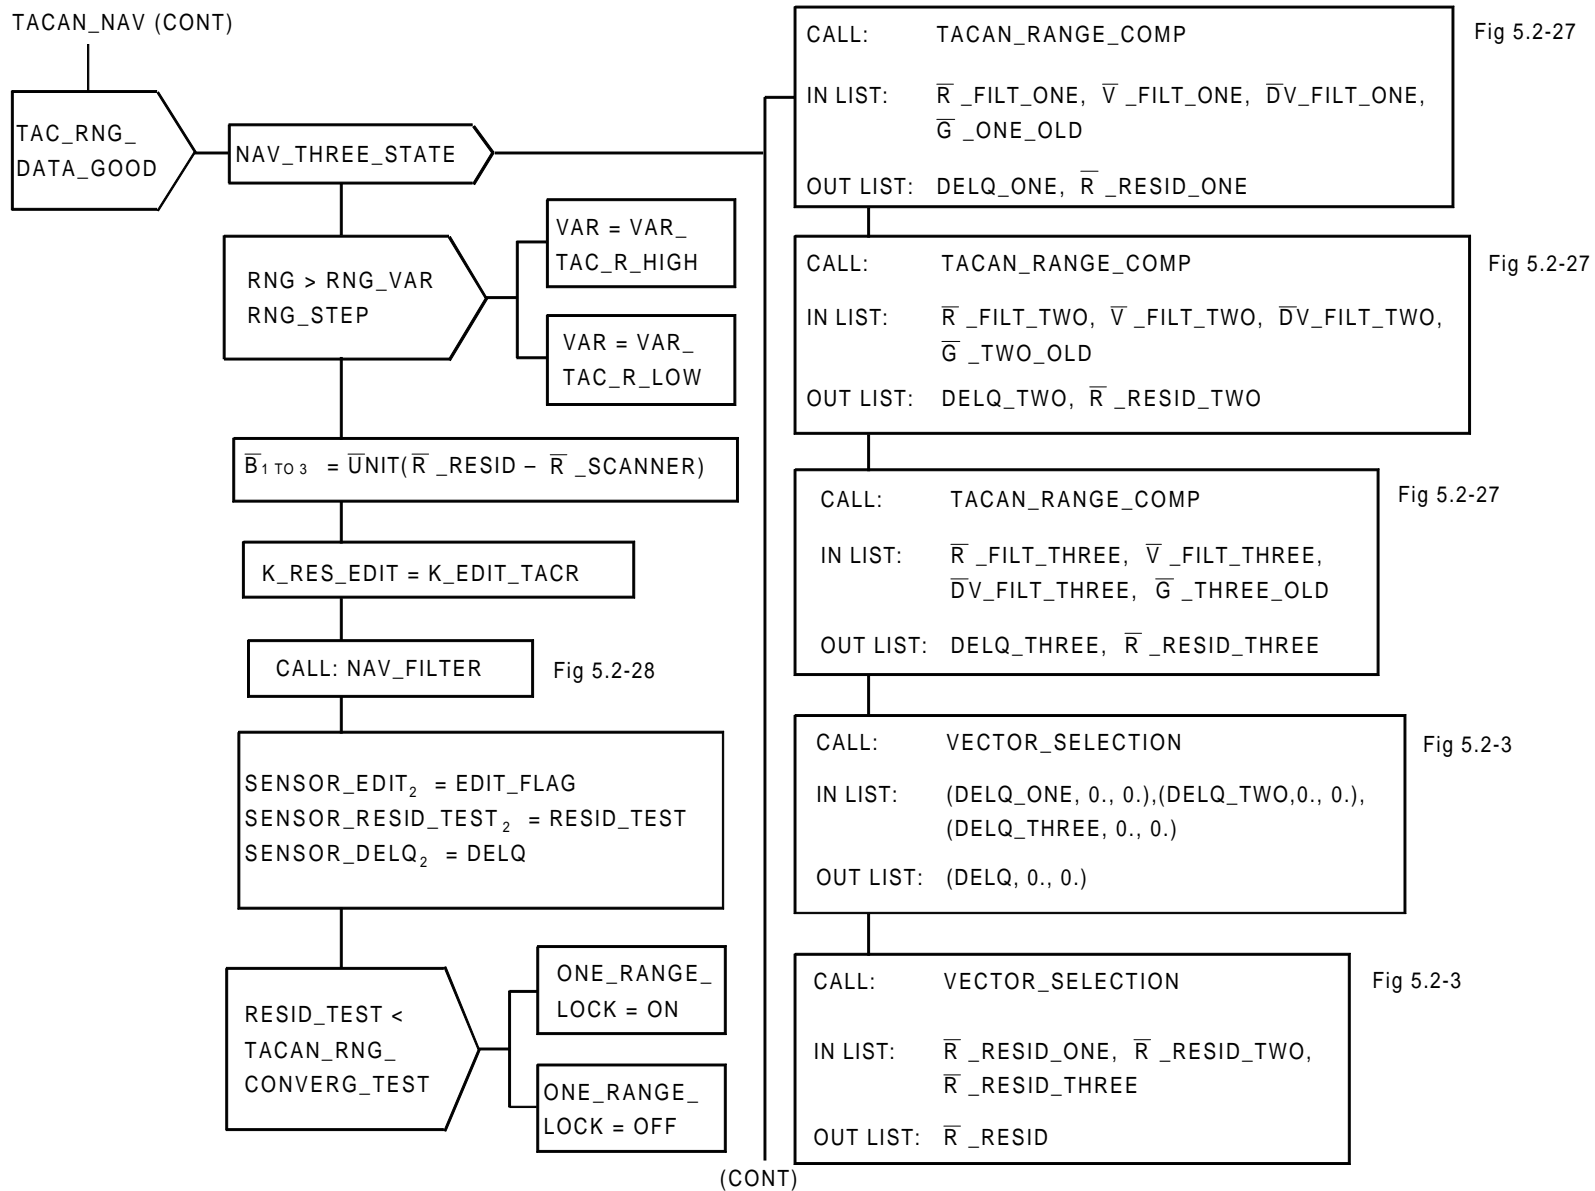 TACAN_NAV (CONT)
TAC_RNG_
DATA_GOOD
NAV_THREE_STATE
RNG > RNG_VAR
RNG_STEP
VAR = VAR_
TAC_R_HIGH
VAR = VAR_
TAC_R_LOW
B̅₁ TO ₃ = U̅NIT(R̅ _RESID – R̅ _SCANNER)
K_RES_EDIT = K_EDIT_TACR
CALL: NAV_FILTER
Fig 5.2-28
SENSOR_EDIT₂ = EDIT_FLAG
SENSOR_RESID_TEST₂ = RESID_TEST
SENSOR_DELQ₂ = DELQ
RESID_TEST <
TACAN_RNG_
CONVERG_TEST
ONE_RANGE_
LOCK = ON
ONE_RANGE_
LOCK = OFF
CALL: TACAN_RANGE_COMP
Fig 5.2-27
IN LIST: R̅ _FILT_ONE, V̅ _FILT_ONE, D̅V_FILT_ONE,
G̅ _ONE_OLD
OUT LIST: DELQ_ONE, R̅ _RESID_ONE
CALL: TACAN_RANGE_COMP
Fig 5.2-27
IN LIST: R̅ _FILT_TWO, V̅ _FILT_TWO, D̅V_FILT_TWO,
G̅ _TWO_OLD
OUT LIST: DELQ_TWO, R̅ _RESID_TWO
CALL: TACAN_RANGE_COMP
Fig 5.2-27
IN LIST: R̅ _FILT_THREE, V̅ _FILT_THREE,
D̅V_FILT_THREE, G̅ _THREE_OLD
OUT LIST: DELQ_THREE, R̅ _RESID_THREE
CALL: VECTOR_SELECTION
Fig 5.2-3
IN LIST: (DELQ_ONE, 0., 0.),(DELQ_TWO,0., 0.),
(DELQ_THREE, 0., 0.)
OUT LIST: (DELQ, 0., 0.)
CALL: VECTOR_SELECTION
Fig 5.2-3
IN LIST: R̅ _RESID_ONE, R̅ _RESID_TWO,
R̅ _RESID_THREE
OUT LIST: R̅ _RESID
(CONT)